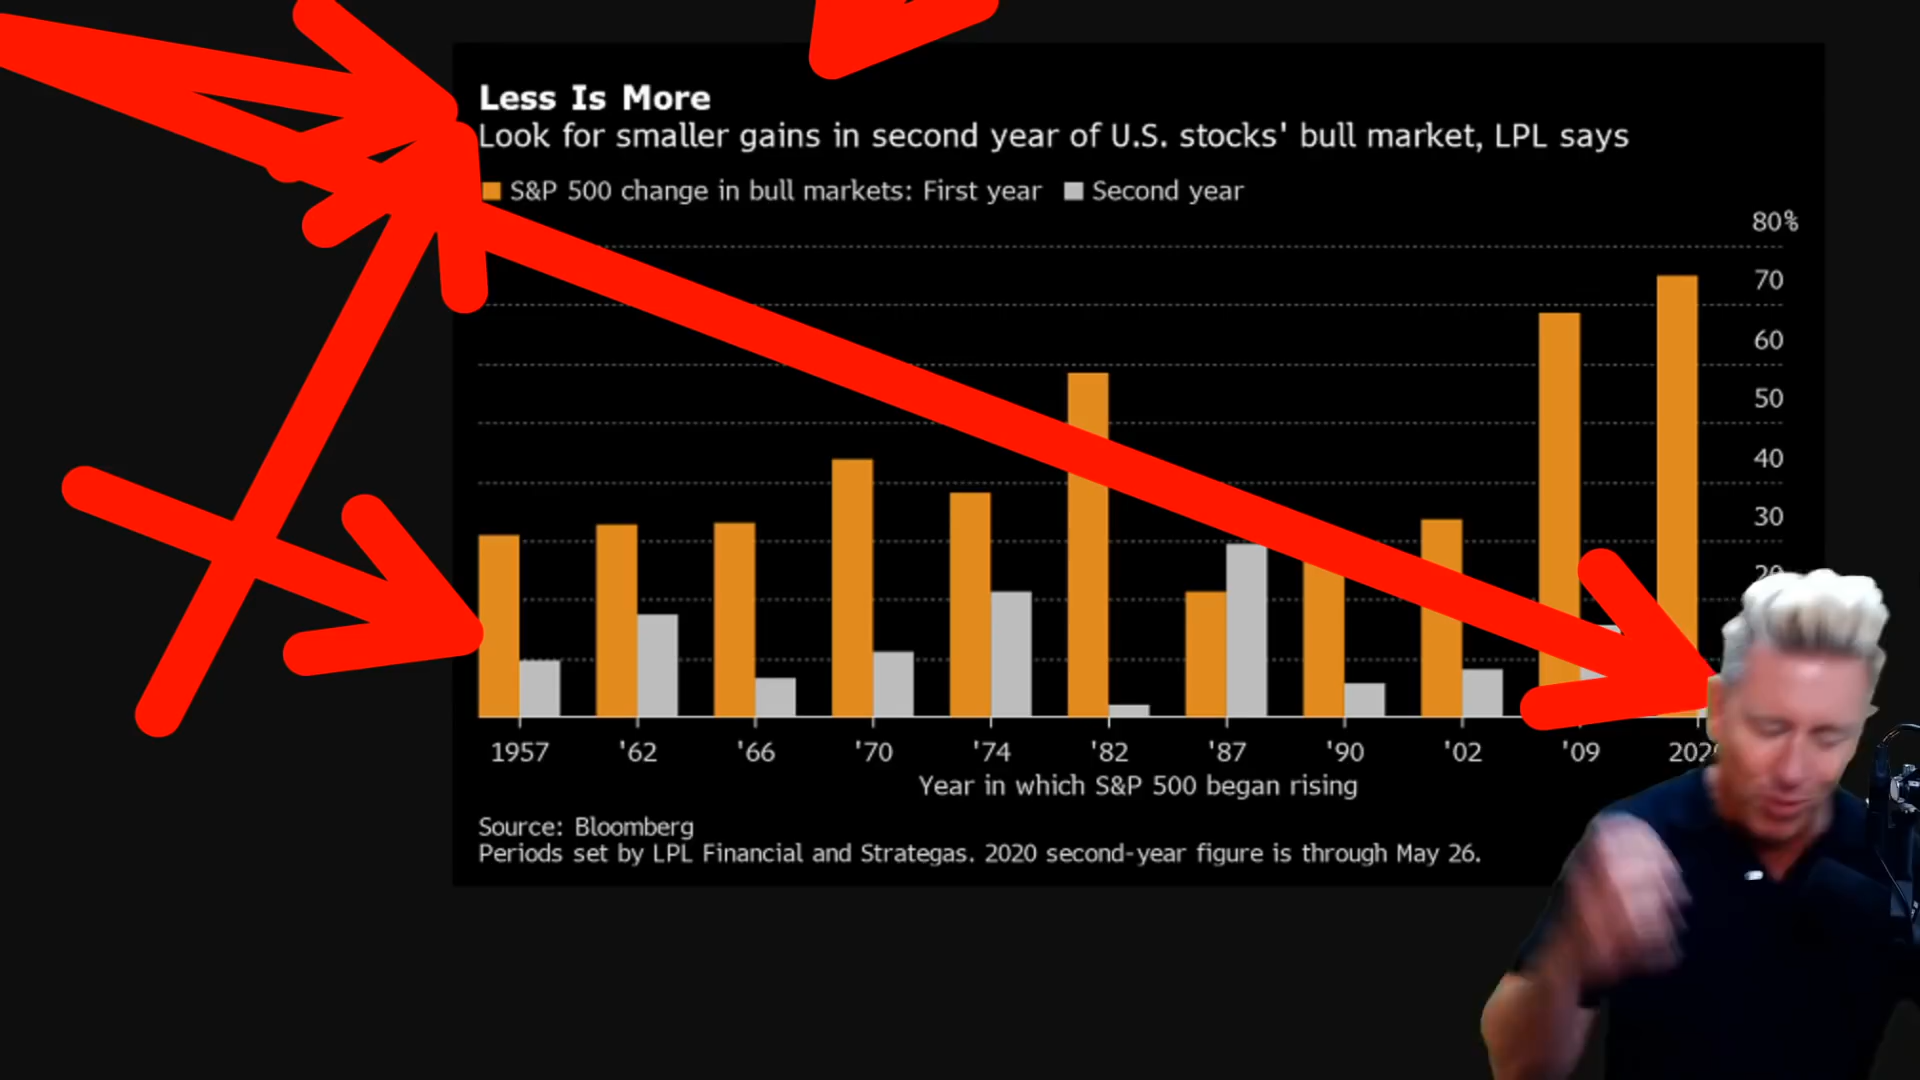 Less Is More
Look for smaller gains in second year of U.S. stocks' bull market, LPL says
S&P 500 change in bull markets: First year Second year
80%
70
60
50
40
30
1957 '62 '66 '70 '74 '82 '87 '90 '02 '09
Year in which S&P 500 began rising
Source: Bloomberg
Periods set by LPL Financial and Strategas. 2020 second-year figure is through May 26.